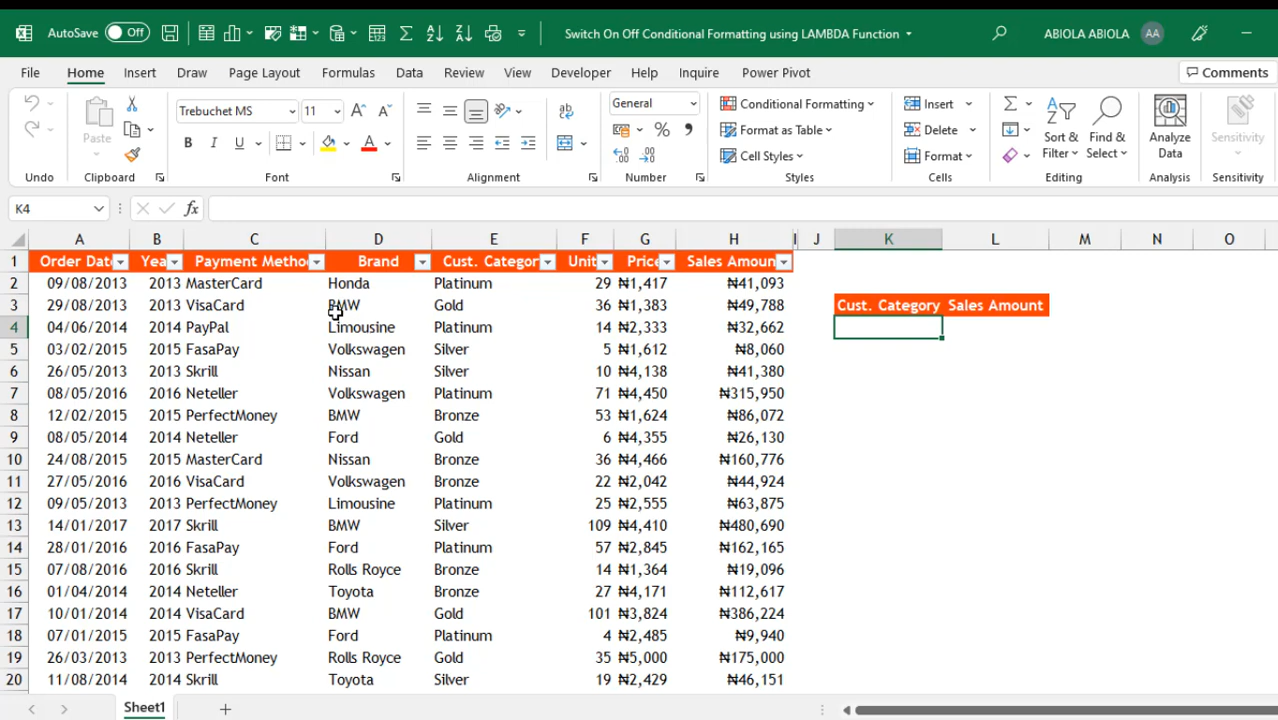 AutoSave Off Switch On Off Conditional Formatting using LAMBDA Function ABIOLA ABIOLA AA
File Home Insert Draw Page Layout Formulas Data Review View Developer Help Inquire Power Pivot Comments
Paste Trebuchet MS 11 General Conditional Formatting Insert Sort & Filter Find & Select Analyze Data Sensitivity
Format as Table Delete
Cell Styles Format
Undo Clipboard Font Alignment Number Styles Cells Editing Analysis Sensitivity
K4 fx
A B C D E F G H I J K L M N O
1 Order Dat Yea Payment Metho Brand Cust. Categor Unit Price Sales Amoun
2 09/08/2013 2013 MasterCard Honda Platinum 29 ₦1,417 ₦41,093
3 29/08/2013 2013 VisaCard BMW Gold 36 ₦1,383 ₦49,788 Cust. Category Sales Amount
4 04/06/2014 2014 PayPal Limousine Platinum 14 ₦2,333 ₦32,662
5 03/02/2015 2015 FasaPay Volkswagen Silver 5 ₦1,612 ₦8,060
6 26/05/2013 2013 Skrill Nissan Silver 10 ₦4,138 ₦41,380
7 08/05/2016 2016 Neteller Volkswagen Platinum 71 ₦4,450 ₦315,950
8 12/02/2015 2015 PerfectMoney BMW Bronze 53 ₦1,624 ₦86,072
9 08/05/2014 2014 Neteller Ford Gold 6 ₦4,355 ₦26,130
10 24/08/2015 2015 MasterCard Nissan Bronze 36 ₦4,466 ₦160,776
11 27/05/2016 2016 VisaCard Volkswagen Bronze 22 ₦2,042 ₦44,924
12 09/05/2013 2013 PerfectMoney Limousine Platinum 25 ₦2,555 ₦63,875
13 14/01/2017 2017 Skrill BMW Silver 109 ₦4,410 ₦480,690
14 28/01/2016 2016 FasaPay Ford Platinum 57 ₦2,845 ₦162,165
15 07/08/2016 2016 Skrill Rolls Royce Bronze 14 ₦1,364 ₦19,096
16 01/04/2014 2014 Neteller Toyota Bronze 27 ₦4,171 ₦112,617
17 10/01/2014 2014 VisaCard BMW Gold 101 ₦3,824 ₦386,224
18 07/01/2015 2015 FasaPay Ford Platinum 4 ₦2,485 ₦9,940
19 26/03/2013 2013 PerfectMoney Rolls Royce Gold 35 ₦5,000 ₦175,000
20 11/08/2014 2014 Skrill Toyota Silver 19 ₦2,429 ₦46,151
Sheet1